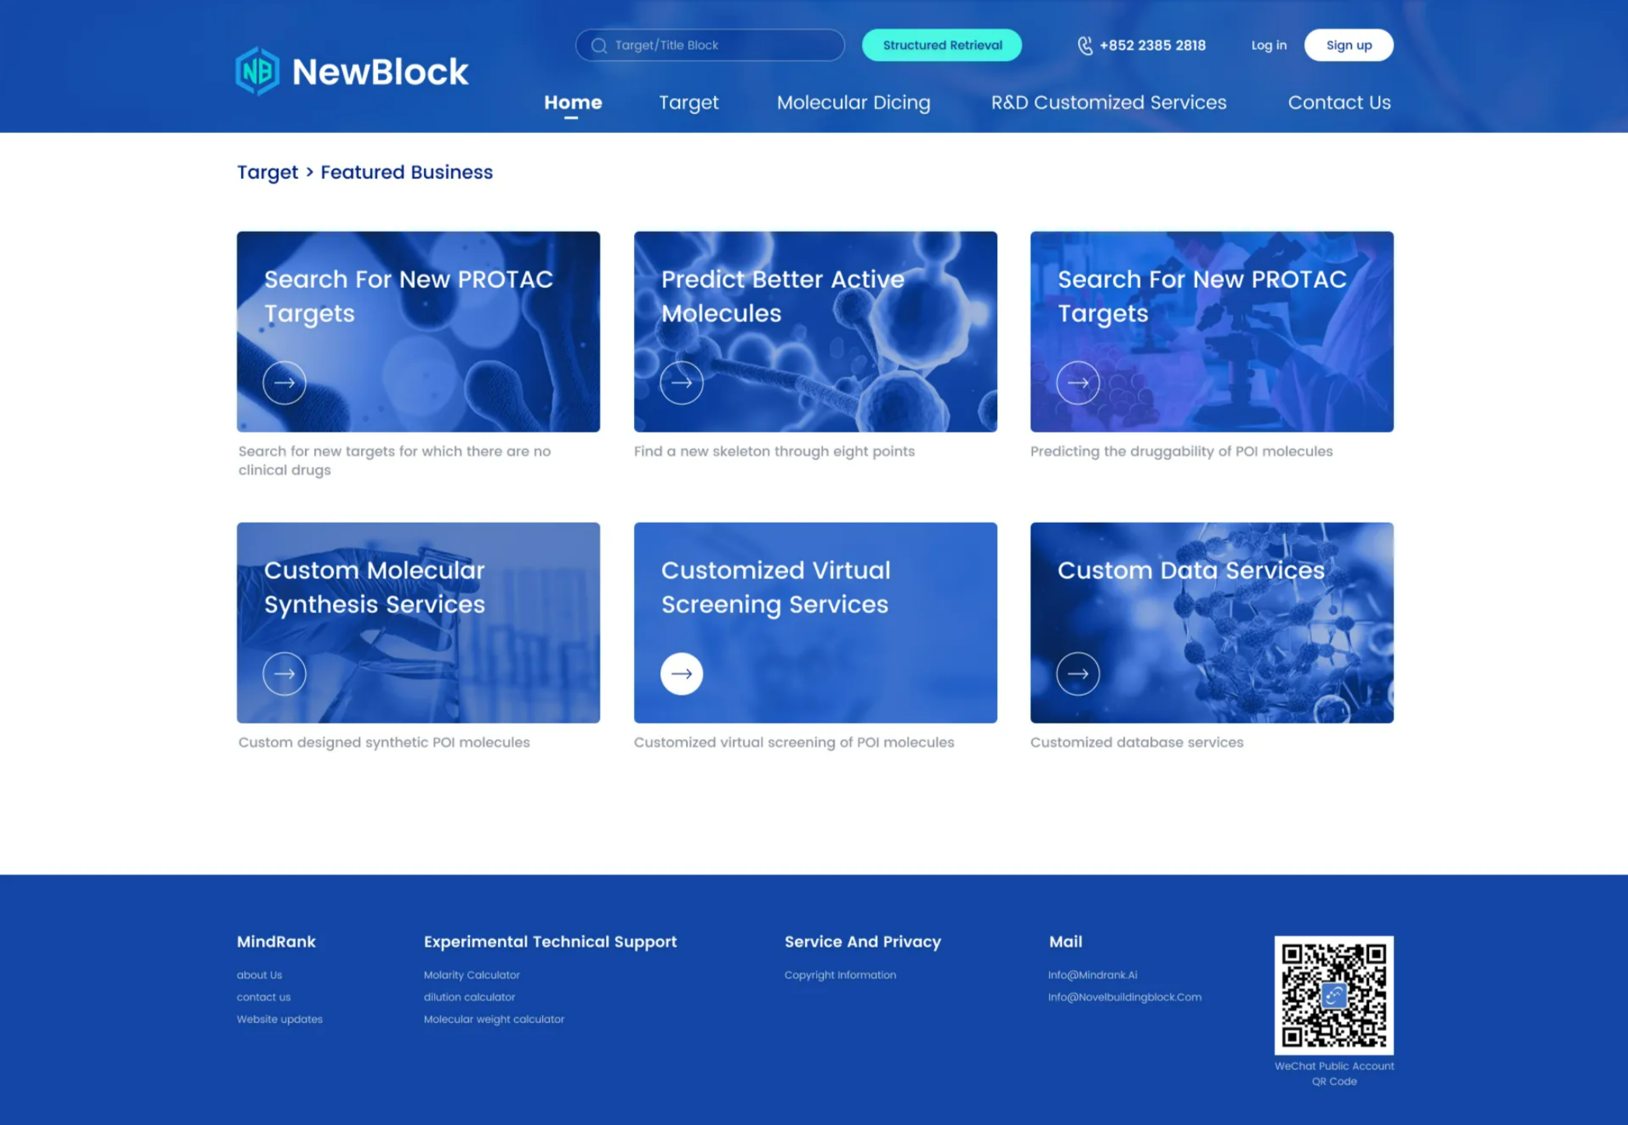 Target/Title Block
Structured Retrieval
+852 2385 2818
Log in
Sign up
NB NewBlock
Home
Target
Molecular Dicing
R&D Customized Services
Contact Us
Target > Featured Business
Search For New PROTAC
Targets
Search for new targets for which there are no
clinical drugs
Predict Better Active
Molecules
Find a new skeleton through eight points
Search For New PROTAC
Targets
Predicting the druggability of POI molecules
Custom Molecular
Synthesis Services
Custom designed synthetic POI molecules
Customized Virtual
Screening Services
Customized virtual screening of POI molecules
Custom Data Services
Customized database services
MindRank
about Us
contact us
Website updates
Experimental Technical Support
Molarity Calculator
dilution calculator
Molecular weight calculator
Service And Privacy
Copyright Information
Mail
Info@Mindrank.Ai
Info@Novelbuildingblock.Com
WeChat Public Account
QR Code